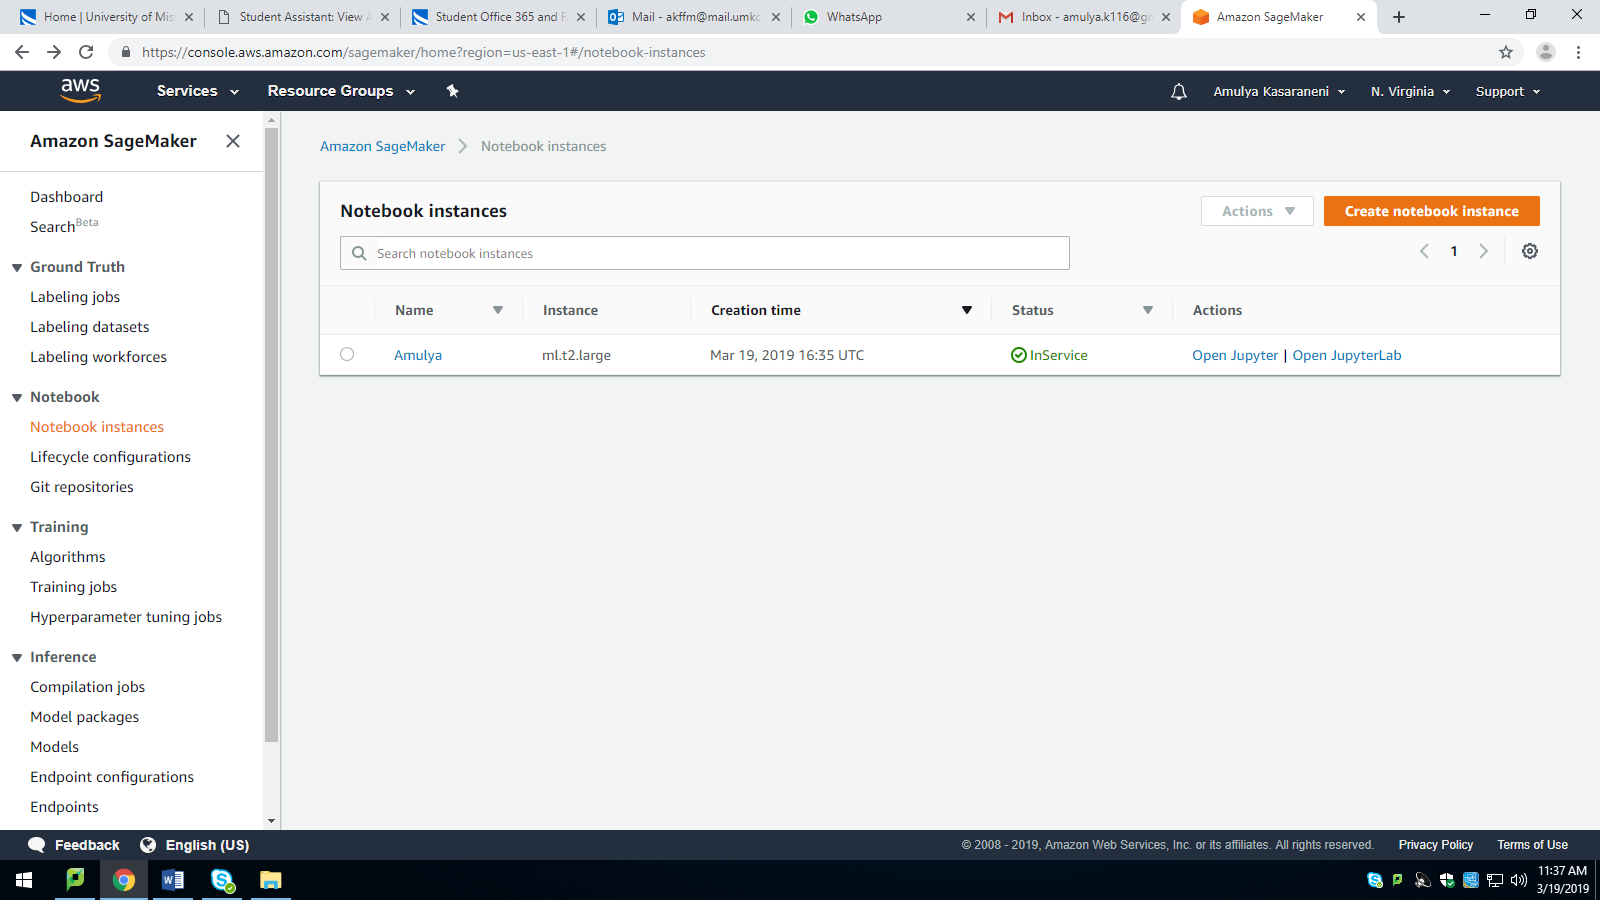 Home | University of Mis
Student Assistant: View A
Student Office 365 and F
Mail - akffm@mail.umkc
WhatsApp
Inbox - amulya.k116@gm
Amazon SageMaker
https://console.aws.amazon.com/sagemaker/home?region=us-east-1#/notebook-instances
aws
Services
Resource Groups
Amulya Kasaraneni
N. Virginia
Support
Amazon SageMaker
Dashboard
Search Beta
Ground Truth
Labeling jobs
Labeling datasets
Labeling workforces
Notebook
Notebook instances
Lifecycle configurations
Git repositories
Training
Algorithms
Training jobs
Hyperparameter tuning jobs
Inference
Compilation jobs
Model packages
Models
Endpoint configurations
Endpoints
Amazon SageMaker > Notebook instances
Notebook instances
Actions
Create notebook instance
Search notebook instances
1
Name Instance Creation time Status Actions
Amulya ml.t2.large Mar 19, 2019 16:35 UTC InService Open Jupyter | Open JupyterLab
Feedback
English (US)
© 2008 - 2019, Amazon Web Services, Inc. or its affiliates. All rights reserved.
Privacy Policy
Terms of Use
11:37 AM
3/19/2019